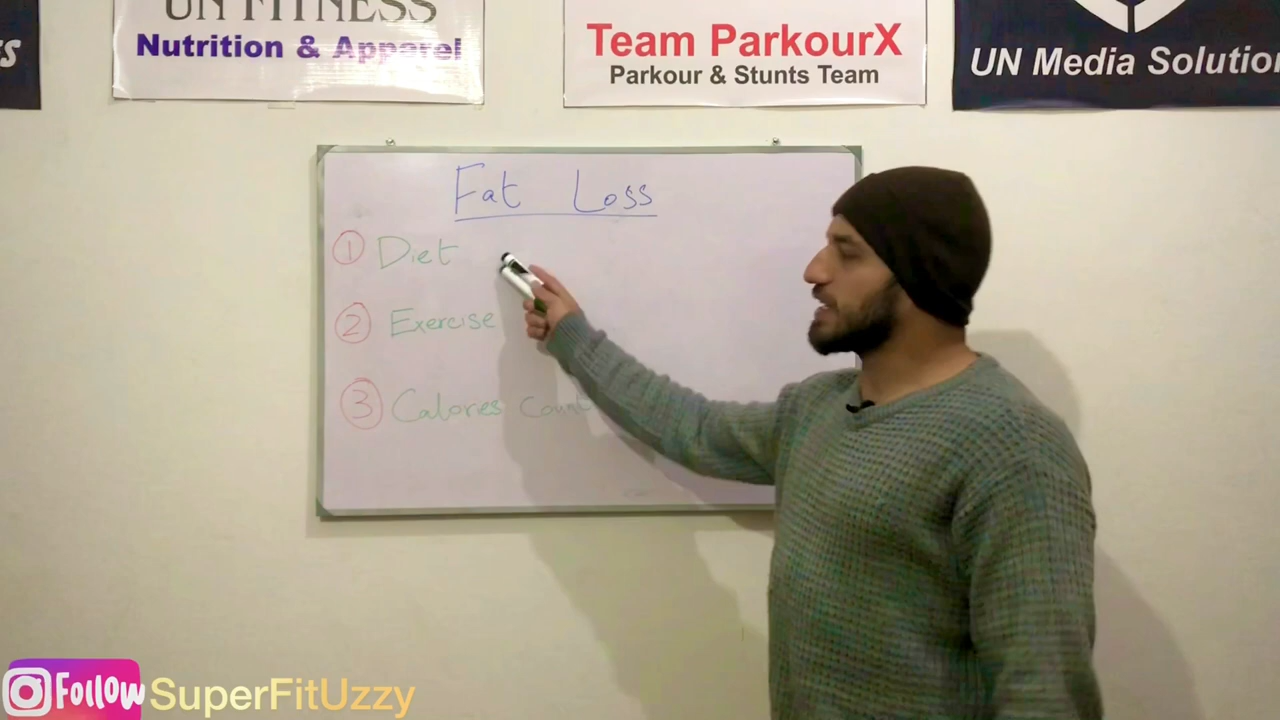 UN FITNESS
Nutrition & Apparel
Team ParkourX
Parkour & Stunts Team
UN Media Solution
Fat Loss
1 Diet
2 Exercise
3 Calories Count
Follow SuperFitUzzy